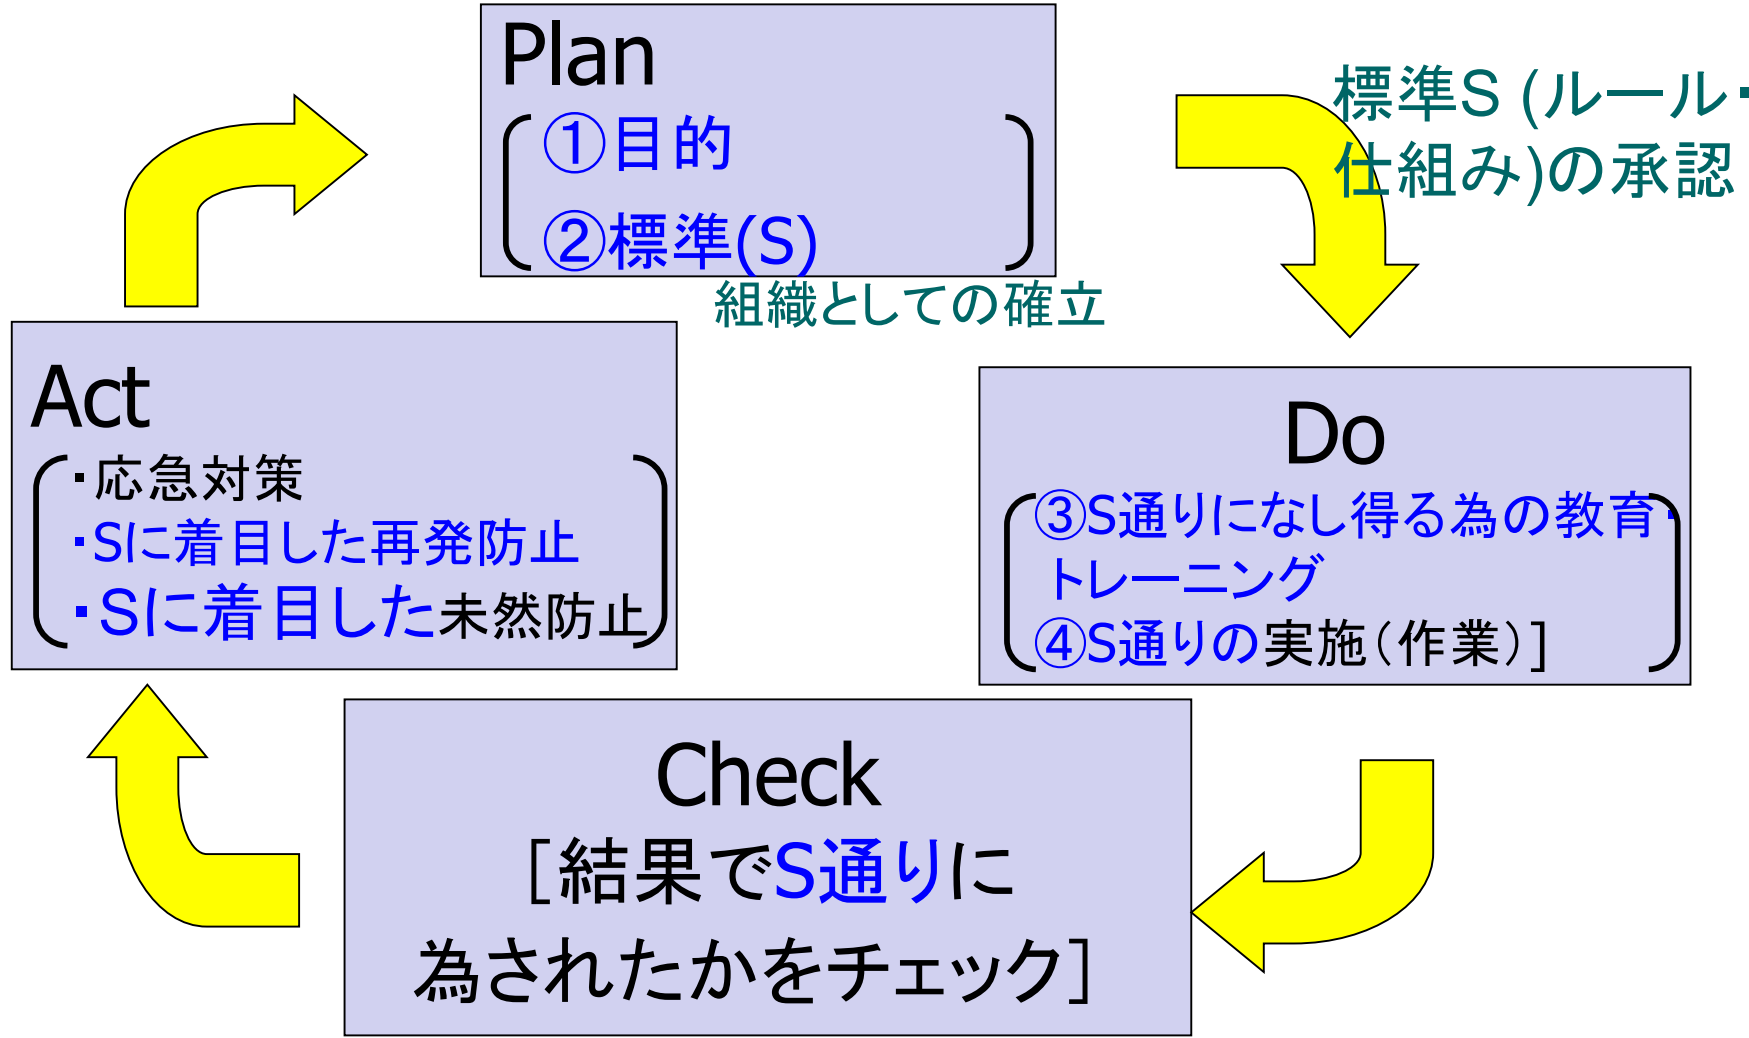 Plan
①目的
②標準(S)
組織としての確立
標準S (ルール・
仕組み)の承認
Do
③S通りになし得る為の教育・
トレーニング
④S通りの実施(作業)]
Check
[結果でS通りに
為されたかをチェック]
Act
・応急対策
・Sに着目した再発防止
・Sに着目した未然防止